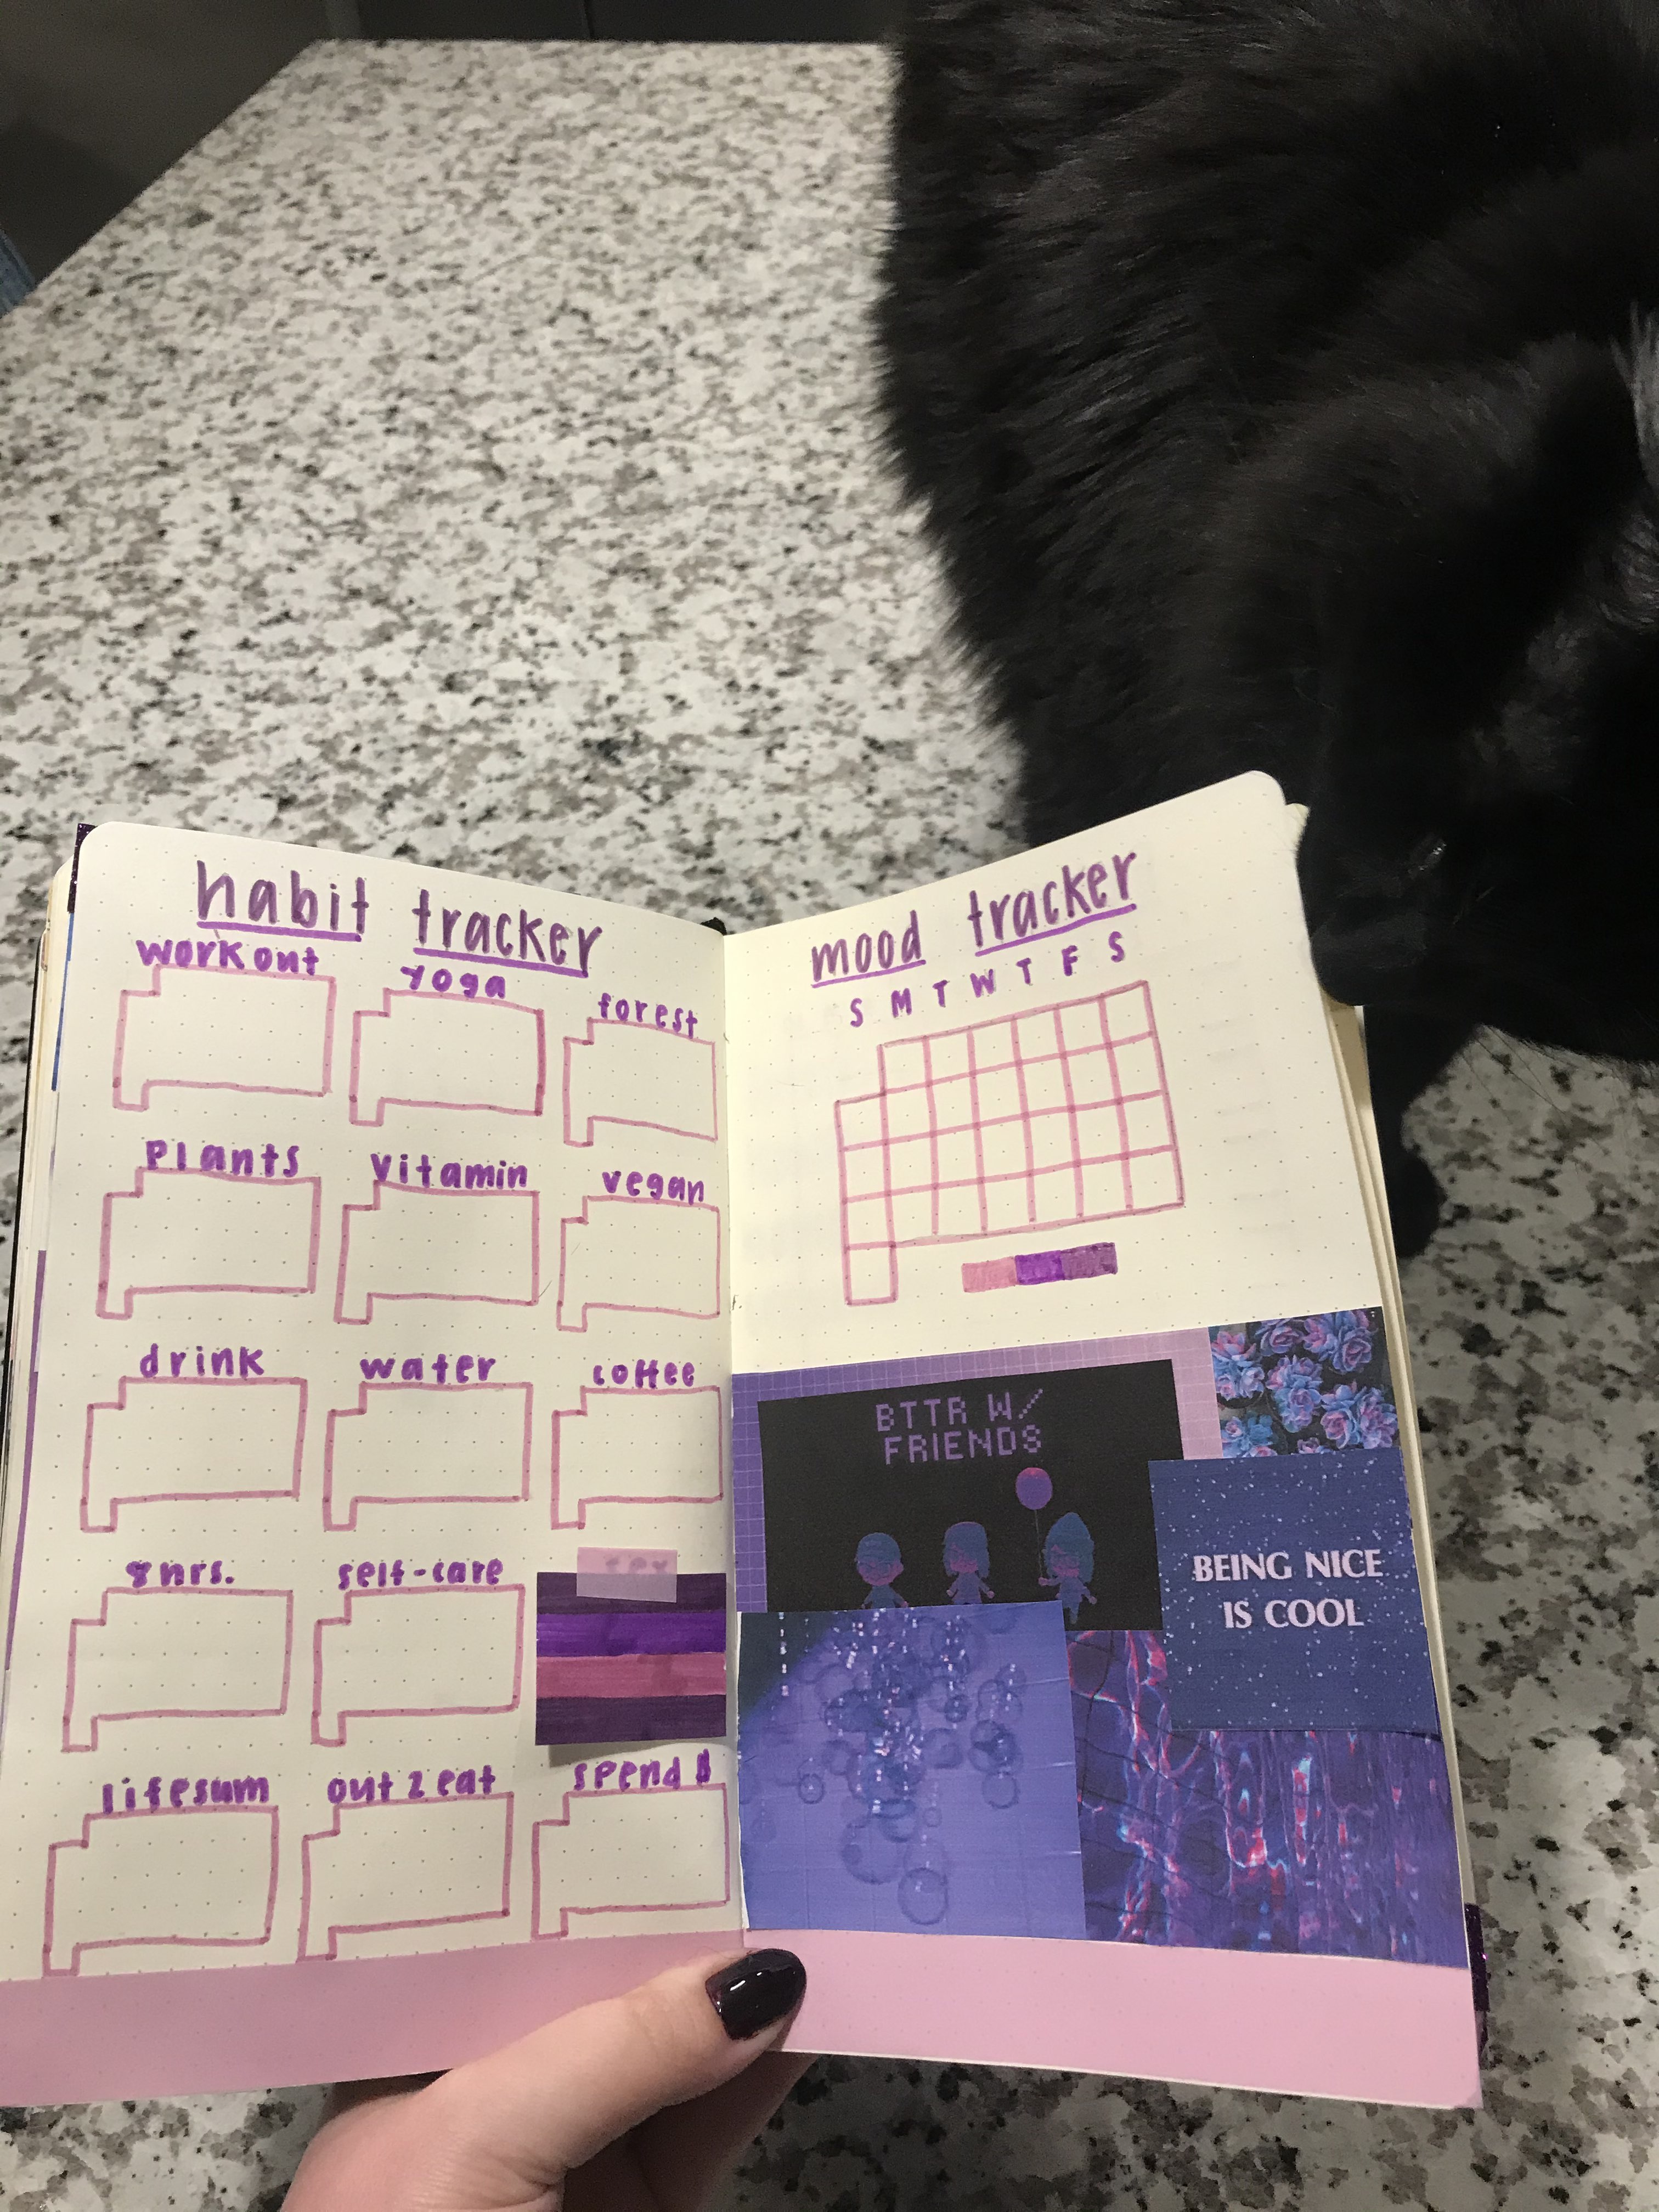 habit tracker
workout
yoga
forest
plants
vitamin
vegan
drink
water
coffee
8 hrs.
self-care
lifesum
out 2 eat
spend $
mood tracker
S M T W T F S
BTTR W/
FRIENDS
BEING NICE
IS COOL